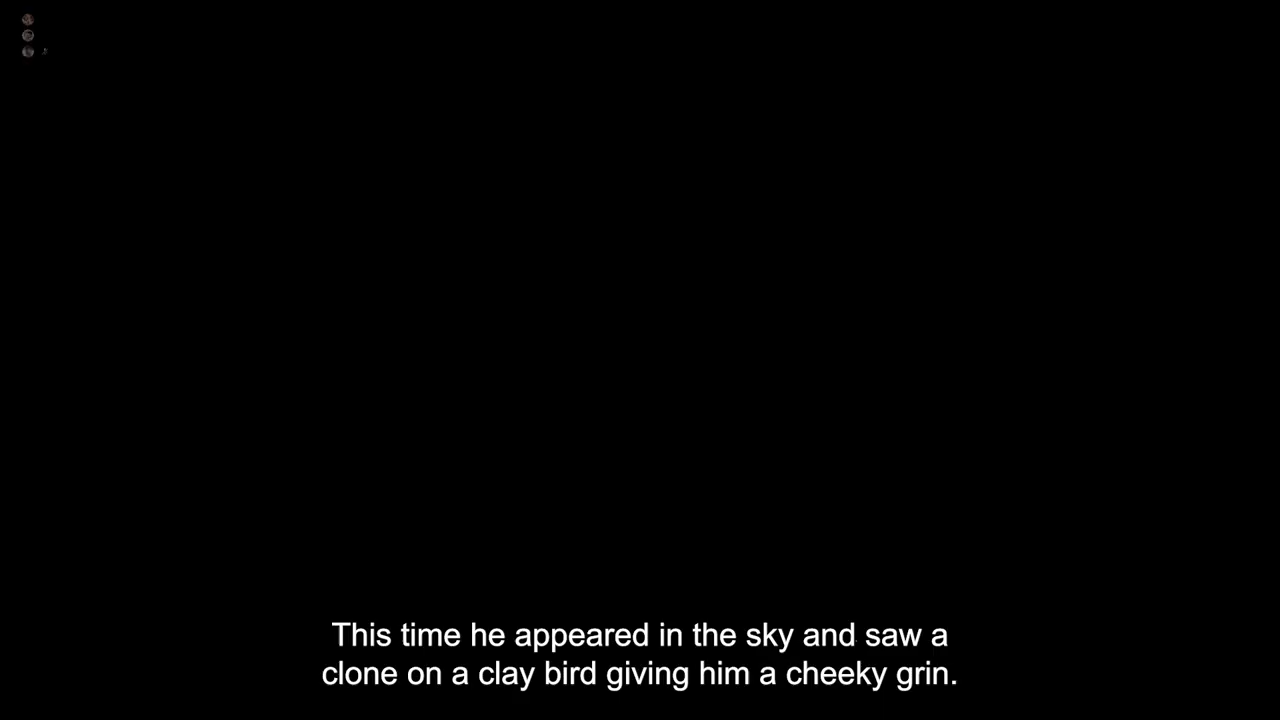 This time he appeared in the sky and saw a
clone on a clay bird giving him a cheeky grin.